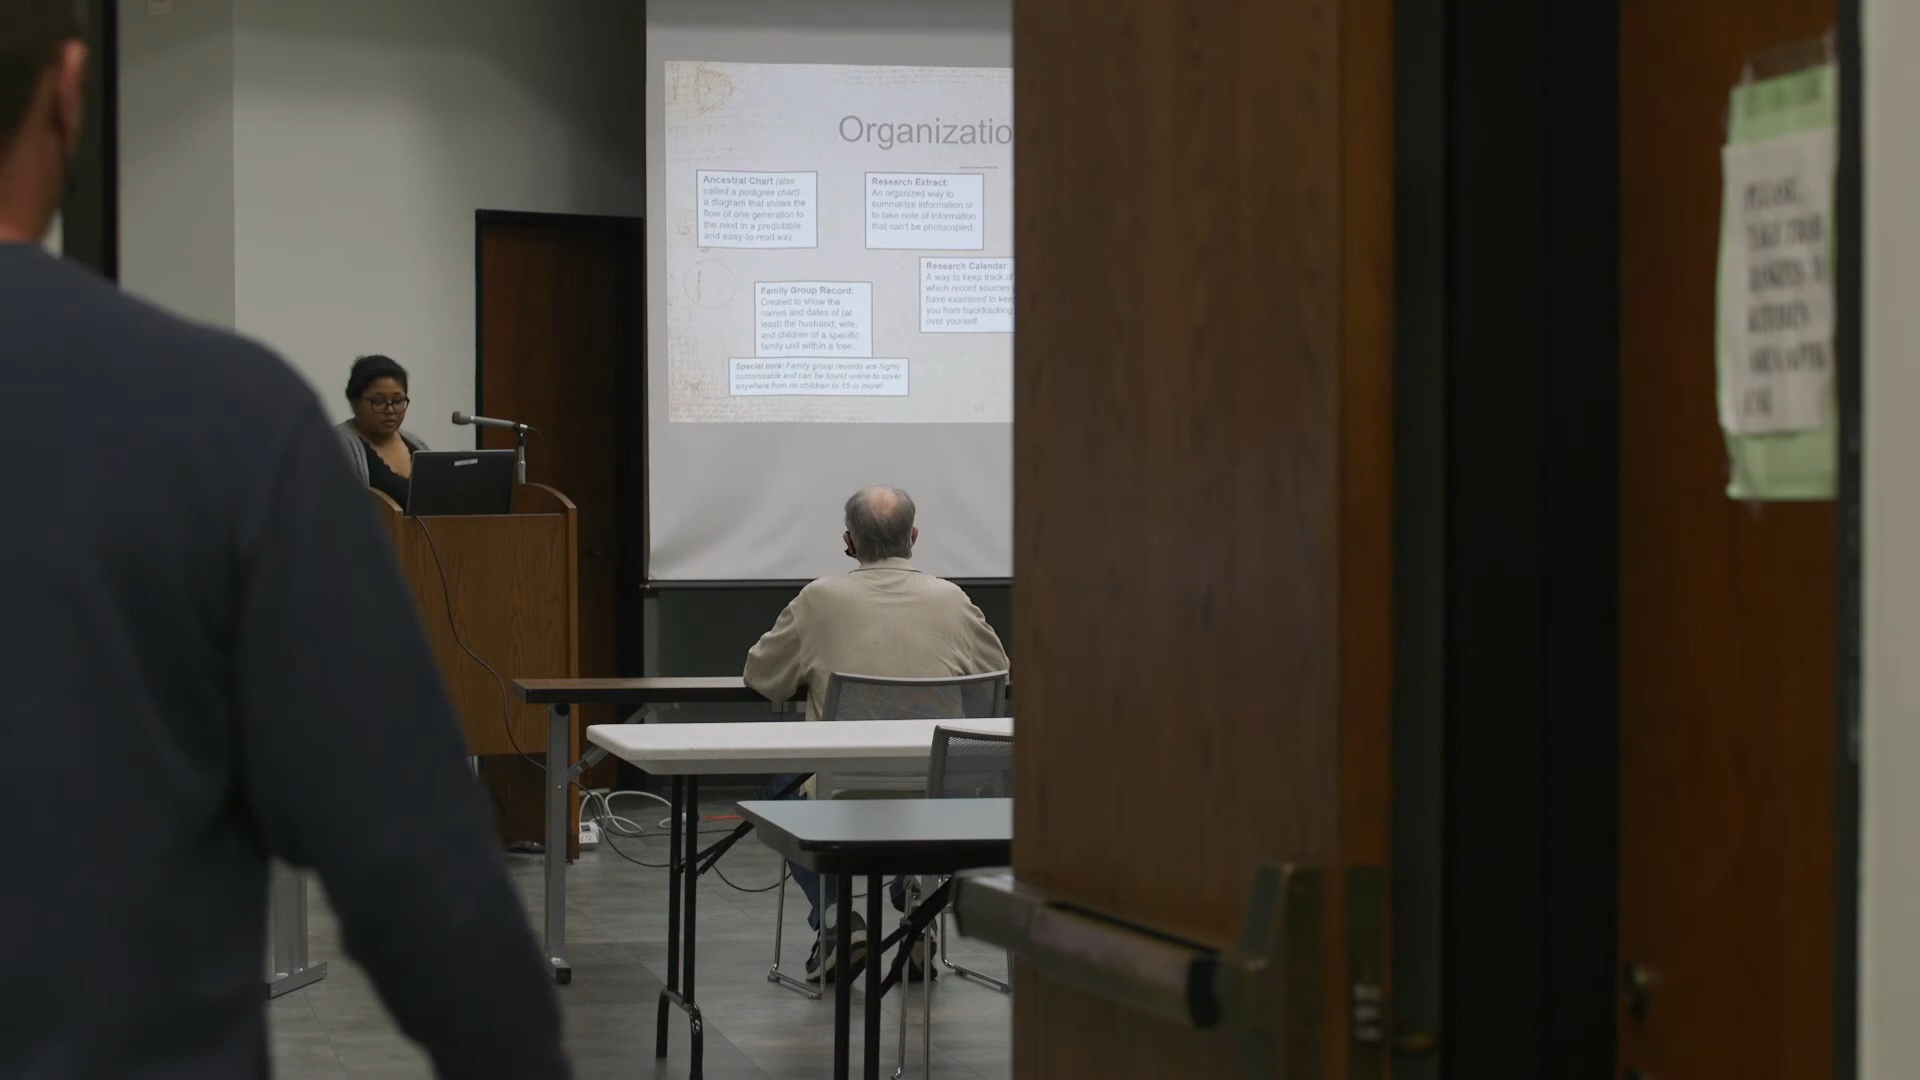 Organizatio
Ancestral Chart (also
called a pedigree chart):
a diagram that shows the
flow of one generation to
the next in a predictable
and easy-to-read way.
Research Extract:
An organized way to
summarize information or
to take note of information
that can't be photocopied.
Research Calendar:
A way to keep track of
which record sources
have examined to keep
you from backtracking
over yourself.
Family Group Record:
Created to show the
names and dates of (at
least) the husband, wife,
and children of a specific
family unit within a tree.
Special note: Family group records are highly
customizable and can be found online to cover
anywhere from no children to 15 or more!
10
PLEASE,